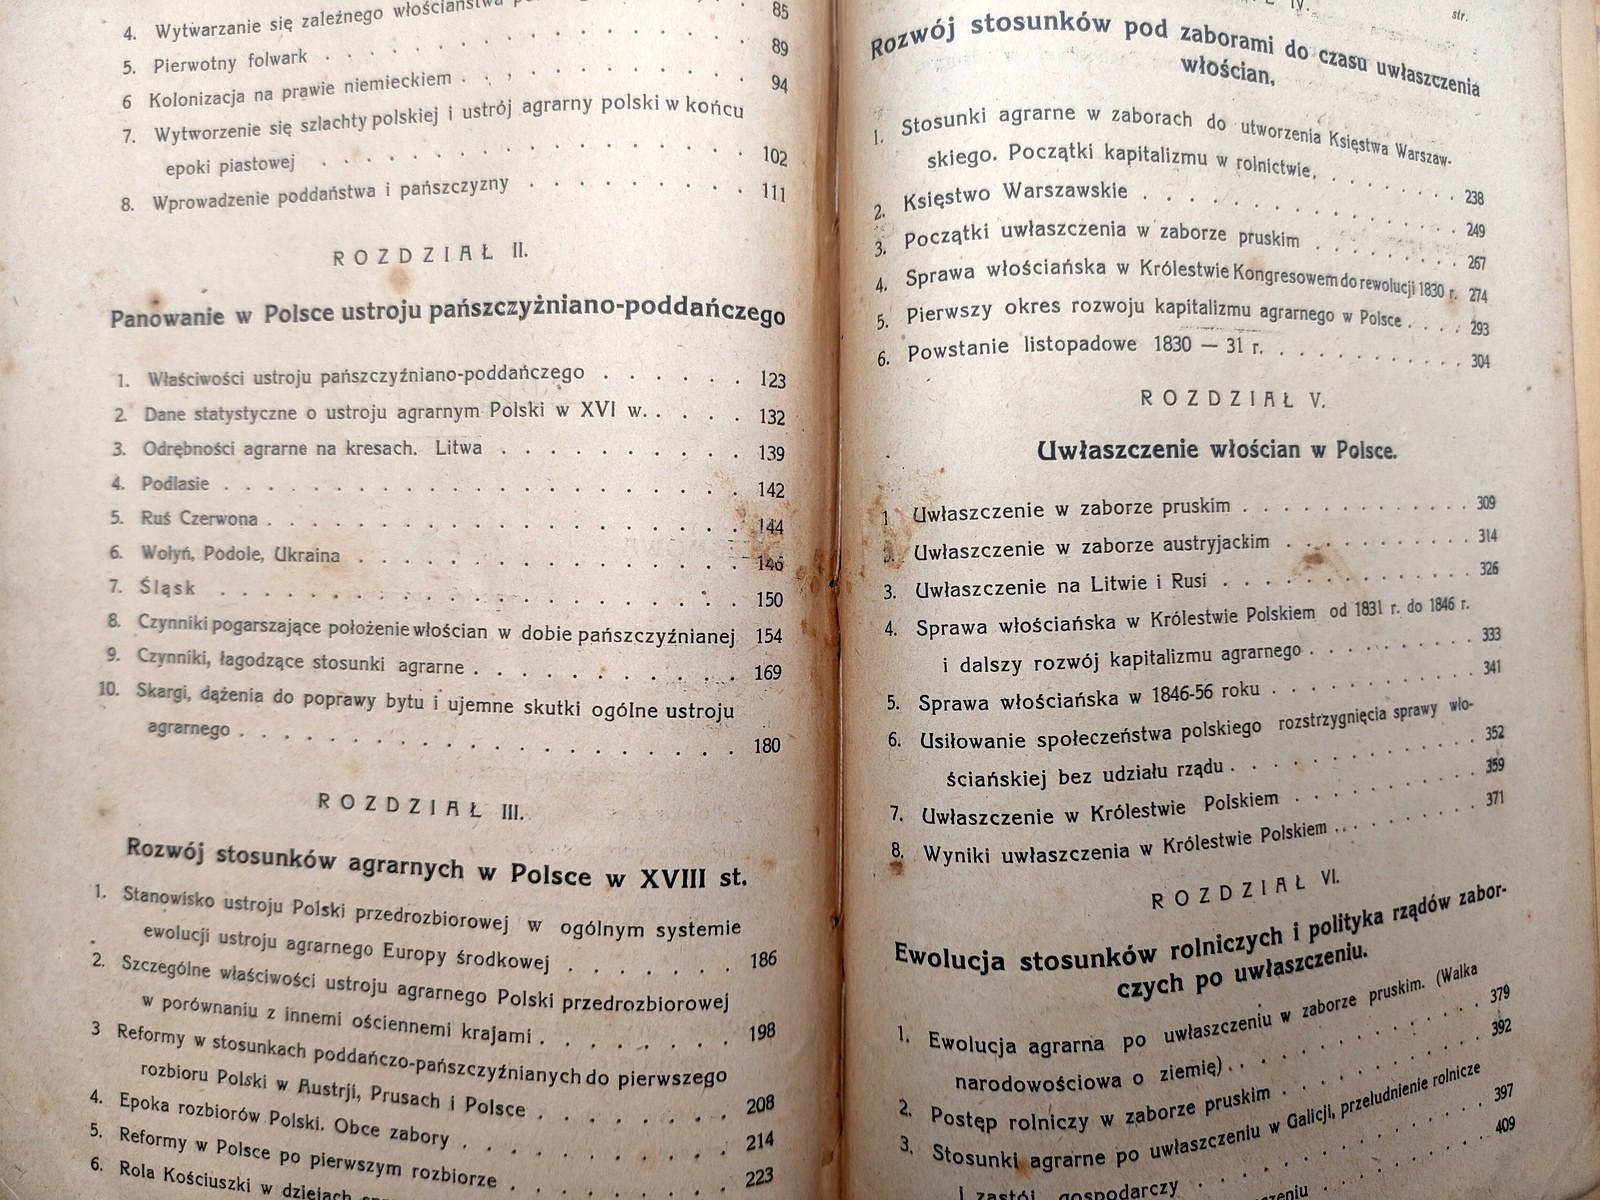 4. Wytwarzanie się zależnego włościaństwa . 85
5. Pierwotny folwark . . . . . . . . . . . . 89
6 Kolonizacja na prawie niemieckiem . . . . . . . . . 94
7. Wytworzenie się szlachty polskiej i ustrój agrarny polski w końcu
epoki piastowej . . . . . . . . . . . . 102
8. Wprowadzenie poddaństwa i pańszczyzny . . . . . . . . 111
ROZDZIAŁ II.
Panowanie w Polsce ustroju pańszczyżniano-poddańczego
1. Właściwości ustroju pańszczyźniano-poddańczego . . . . . . 123
2. Dane statystyczne o ustroju agrarnym Polski w XVI w. . . . . 132
3. Odrębności agrarne na kresach. Litwa . . . . . . . . . . 139
4. Podlasie . . . . . . . . . . . . . . . . . 142
5. Ruś Czerwona . . . . . . . . . . . . . . . . 144
6. Wołyń, Podole, Ukraina . . . . . . . . . . . . . 146
7. Śląsk . . . . . . . . . . . . . . . . . 150
8. Czynniki pogarszające położenie włościan w dobie pańszczyźnianej 154
9. Czynniki, łagodzące stosunki agrarne . . . . . . . . . . 169
10. Skargi, dążenia do poprawy bytu i ujemne skutki ogólne ustroju
agrarnego . . . . . . . . . . . . . . . . 180
ROZDZIAŁ III.
Rozwój stosunków agrarnych w Polsce w XVIII st.
1. Stanowisko ustroju Polski przedrozbiorowej w ogólnym systemie
ewolucji ustroju agrarnego Europy środkowej . . . . . . . 186
2. Szczególne właściwości ustroju agrarnego Polski przedrozbiorowej
w porównaniu z innemi ościennemi krajami . . . . . . . . 198
3 Reformy w stosunkach poddańczo-pańszczyźnianych do pierwszego
rozbioru Polski w Austrji, Prusach i Polsce . . . . . . . 208
4. Epoka rozbiorów Polski. Obce zabory . . . . . . . . . . 214
5. Reformy w Polsce po pierwszym rozbiorze . . . . . . . . 223
6. Rola Kościuszki w dziejach
IV.
str.
Rozwój stosunków pod zaborami do czasu uwłaszczenia
włościan,
1. Stosunki agrarne w zaborach do utworzenia Księstwa Warszaw-
skiego. Początki kapitalizmu w rolnictwie. . . . . . . . 238
2. Księstwo Warszawskie . . . . . . . . . . . . . . 249
3. Początki uwłaszczenia w zaborze pruskim . . . . . . . . 267
4. Sprawa włościańska w Królestwie Kongresowem do rewolucji 1830 r. 274
5. Pierwszy okres rozwoju kapitalizmu agrarnego w Polsce . . . . 293
6. Powstanie listopadowe 1830 — 31 r. . . . . . . . . . . . 304
ROZDZIAŁ V.
Uwłaszczenie włościan w Polsce.
1 Uwłaszczenie w zaborze pruskim . . . . . . . . . . . . 309
2. Uwłaszczenie w zaborze austryjackim . . . . . . . . . . 314
3. Uwłaszczenie na Litwie i Rusi . . . . . . . . . . . . 326
4. Sprawa włościańska w Królestwie Polskiem od 1831 r. do 1846 r.
i dalszy rozwój kapitalizmu agrarnego . . . . . . . . . 333
5. Sprawa włościańska w 1846-56 roku . . . . . . . . . . 341
6. Usiłowanie społeczeństwa polskiego rozstrzygnięcia sprawy wło-
ściańskiej bez udziału rządu . . . . . . . . . . . . 352
7. Uwłaszczenie w Królestwie Polskiem . . . . . . . . . . 359
8. Wyniki uwłaszczenia w Królestwie Polskiem . . . . . . . . 371
ROZDZIAŁ VI.
Ewolucja stosunków rolniczych i polityka rządów zabor-
czych po uwłaszczeniu.
1. Ewolucja agrarna po uwłaszczeniu w zaborze pruskim. (Walka
narodowościowa o ziemię) . . . . . . . . . . . . 379
2. Postęp rolniczy w zaborze pruskim . . . . . . . . . . 392
3. Stosunki agrarne po uwłaszczeniu w Galicji, przeludnienie rolnicze
i zastój gospodarczy . . . . . . . . . . . . 397
409